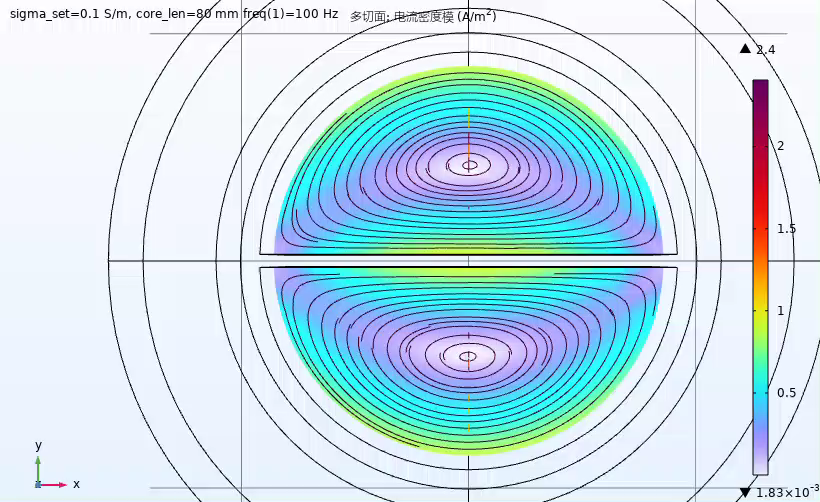 sigma_set=0.1 S/m, core_len=80 mm freq(1)=100 Hz 多切面: 电流密度模 (A/m²)
▲ 2.4
2
1.5
1
0.5
▼ 1.83×10⁻³
y
x